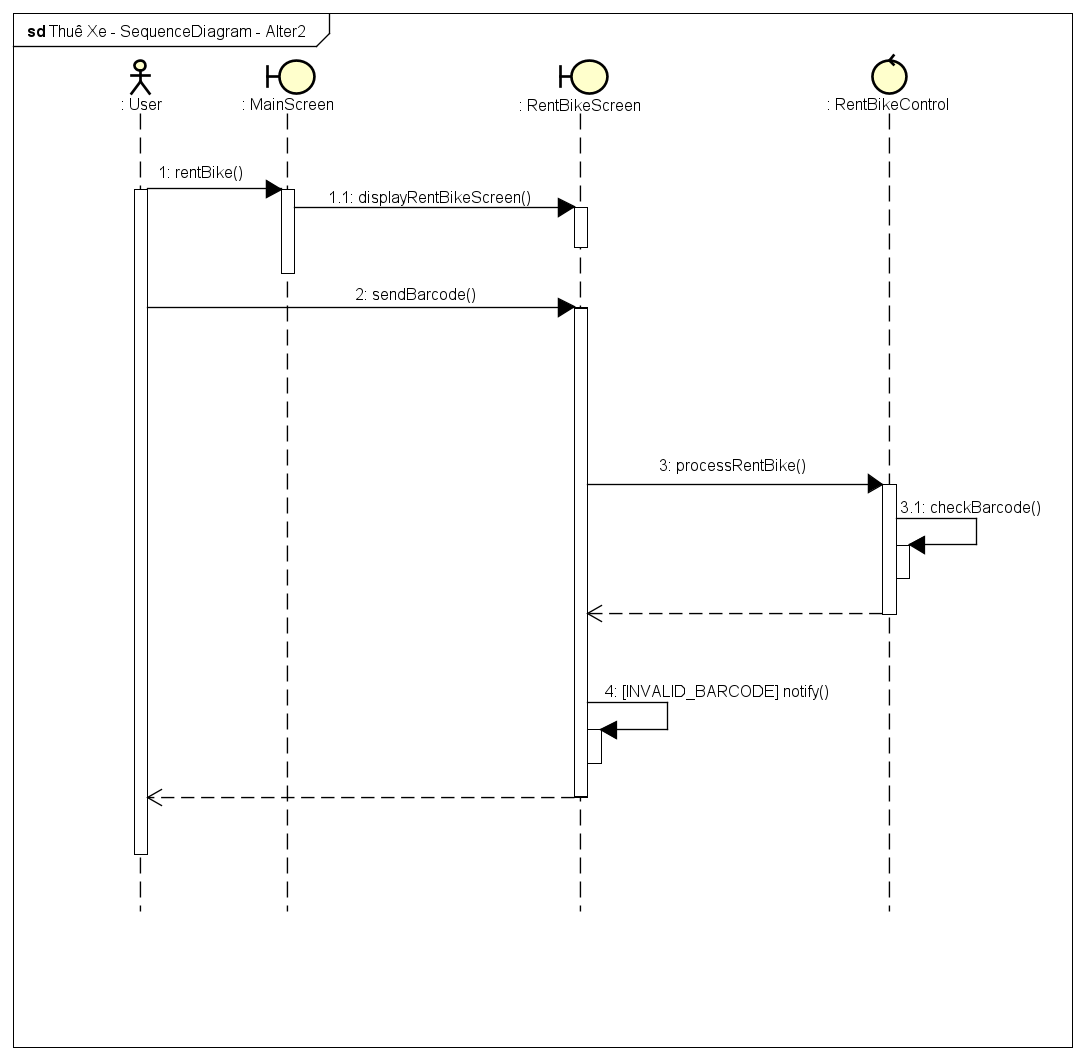 sd Thuê Xe - SequenceDiagram - Alter2
: User
: MainScreen
: RentBikeScreen
: RentBikeControl
1: rentBike()
1.1: displayRentBikeScreen()
2: sendBarcode()
3: processRentBike()
3.1: checkBarcode()
4: [INVALID_BARCODE] notify()